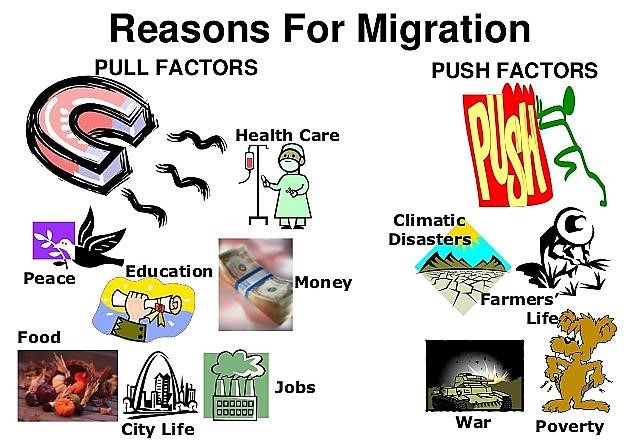 Reasons For Migration
PULL FACTORS
PUSH FACTORS
PUSH
Health Care
Climatic
Disasters
Peace
Education
Money
Farmers'
Life
Food
Jobs
City Life
War
Poverty